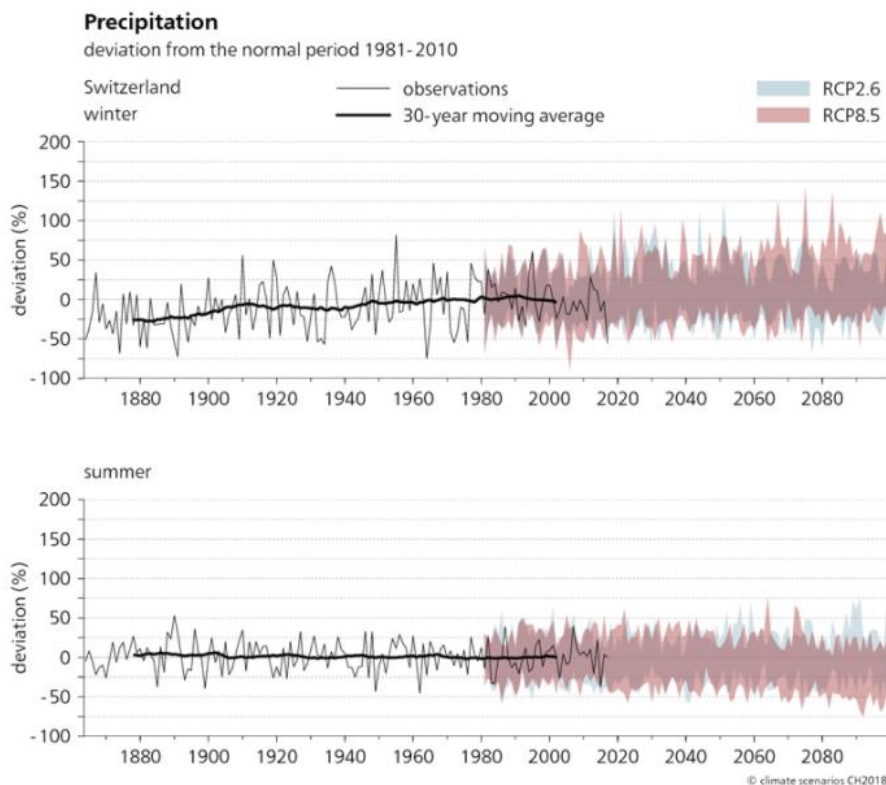 Precipitation
deviation from the normal period 1981-2010
Switzerland
winter
observations
30-year moving average
RCP2.6
RCP8.5
200
150
100
50
0
-50
-100
deviation (%)
1880 1900 1920 1940 1960 1980 2000 2020 2040 2060 2080
summer
200
150
100
50
0
-50
-100
deviation (%)
1880 1900 1920 1940 1960 1980 2000 2020 2040 2060 2080
© climate scenarios CH2018